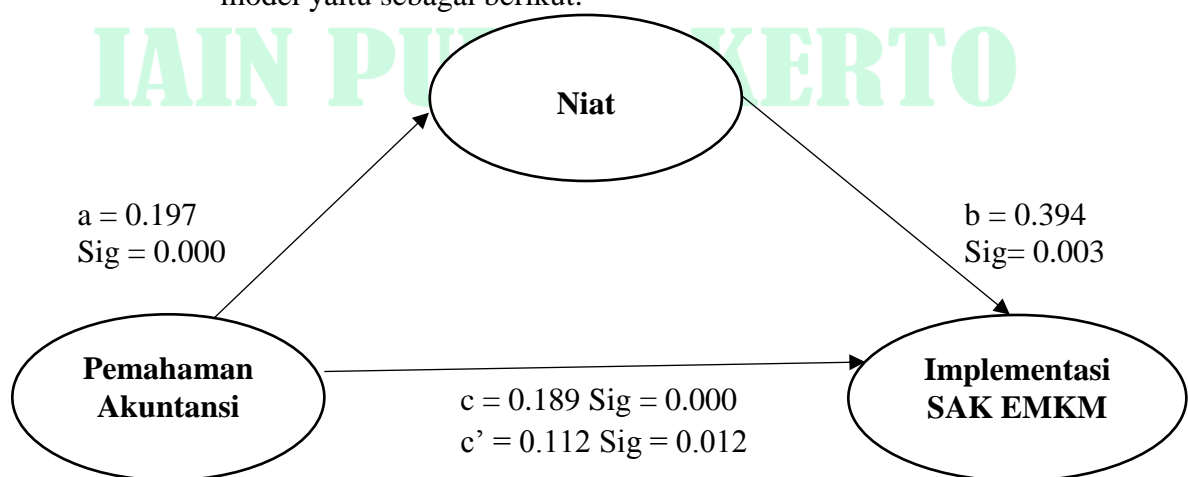 model yaitu sebagai berikut.
IAIN PU KERTO
Niat
a = 0.197
Sig = 0.000
b = 0.394
Sig= 0.003
Pemahaman
Akuntansi
c = 0.189 Sig = 0.000
c’ = 0.112 Sig = 0.012
Implementasi
SAK EMKM